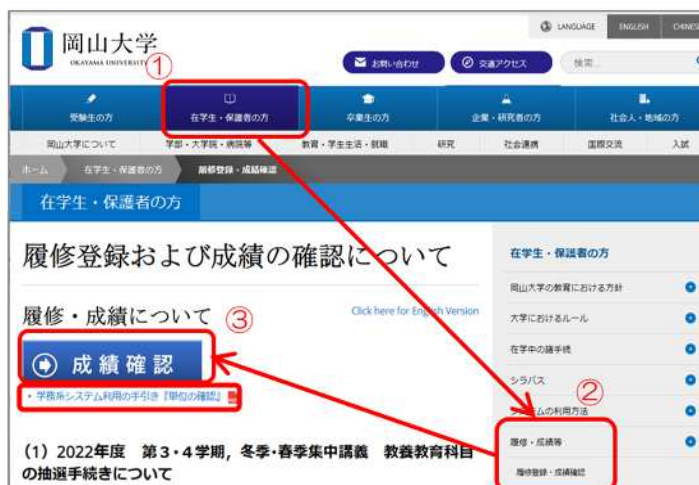 LANGUAGE ENGLISH
岡山大学
OKAYAMA UNIVERSITY
①
お問い合わせ 交通アクセス 検索...
受験生の方 在学生・保護者の方 卒業生の方 企業・研究者の方 社会人・地域の方
岡山大学について 学部・大学院・病院等 教育・学生生活・就職 研究 社会連携 国際交流 入試
ホーム 在学生・保護者の方 履修登録・成績確認
在学生・保護者の方
履修登録および成績の確認について
履修・成績について
Click here for English Version
③
成績確認
・学務系システム利用の手引き『単位の確認』
(1)2022年度 第3・4学期,冬季・春季集中講義 教養教育科目
の抽選手続きについて
在学生・保護者の方
岡山大学の教育における方針
大学におけるルール
在学中の諸手続
シラバス
②
システムの利用方法
履修・成績等
履修登録・成績確認